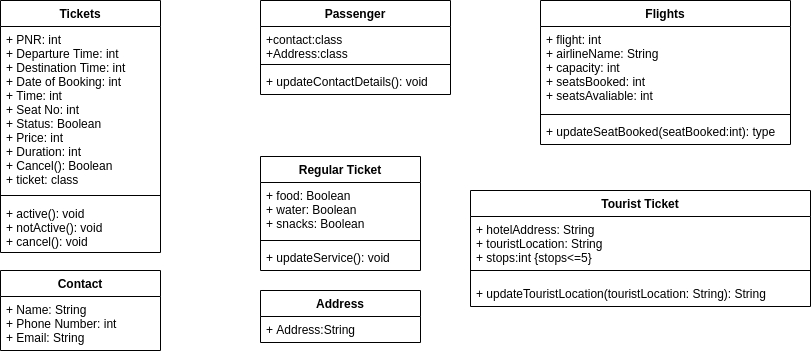 Tickets
+ PNR: int
+ Departure Time: int
+ Destination Time: int
+ Date of Booking: int
+ Time: int
+ Seat No: int
+ Status: Boolean
+ Price: int
+ Duration: int
+ Cancel(): Boolean
+ ticket: class
+ active(): void
+ notActive(): void
+ cancel(): void
Passenger
+contact:class
+Address:class
+ updateContactDetails(): void
Flights
+ flight: int
+ airlineName: String
+ capacity: int
+ seatsBooked: int
+ seatsAvaliable: int
+ updateSeatBooked(seatBooked:int): type
Regular Ticket
+ food: Boolean
+ water: Boolean
+ snacks: Boolean
+ updateService(): void
Tourist Ticket
+ hotelAddress: String
+ touristLocation: String
+ stops:int {stops<=5}
+ updateTouristLocation(touristLocation: String): String
Contact
+ Name: String
+ Phone Number: int
+ Email: String
Address
+ Address:String